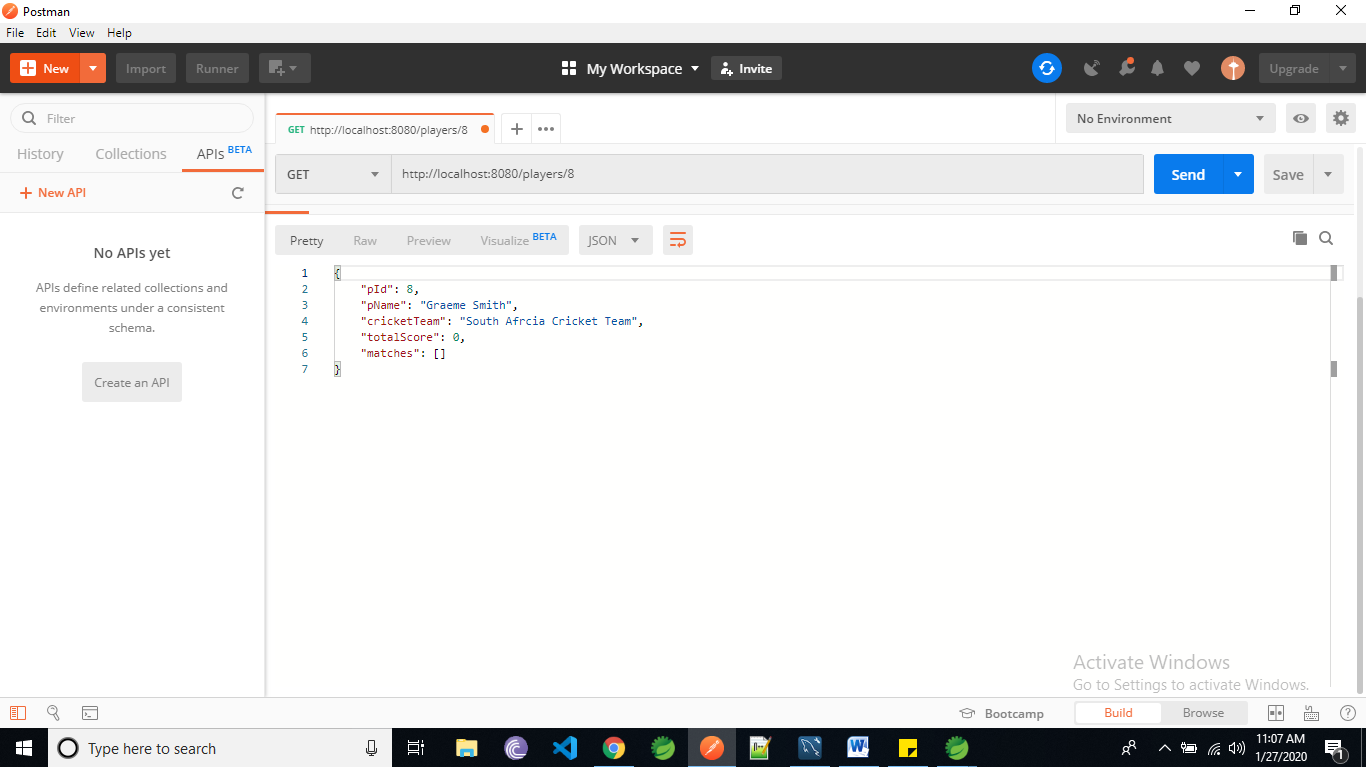 Postman
File Edit View Help
New Import Runner My Workspace Invite Upgrade
Filter
History Collections APIs BETA
+ New API
No APIs yet
APIs define related collections and
environments under a consistent
schema.
Create an API
GET http://localhost:8080/players/8
No Environment
GET http://localhost:8080/players/8 Send Save
Pretty Raw Preview Visualize BETA JSON
1 {
2 "pId": 8,
3 "pName": "Graeme Smith",
4 "cricketTeam": "South Afrcia Cricket Team",
5 "totalScore": 0,
6 "matches": []
7 }
Activate Windows
Go to Settings to activate Windows.
Bootcamp Build Browse
Type here to search
11:07 AM
1/27/2020
1